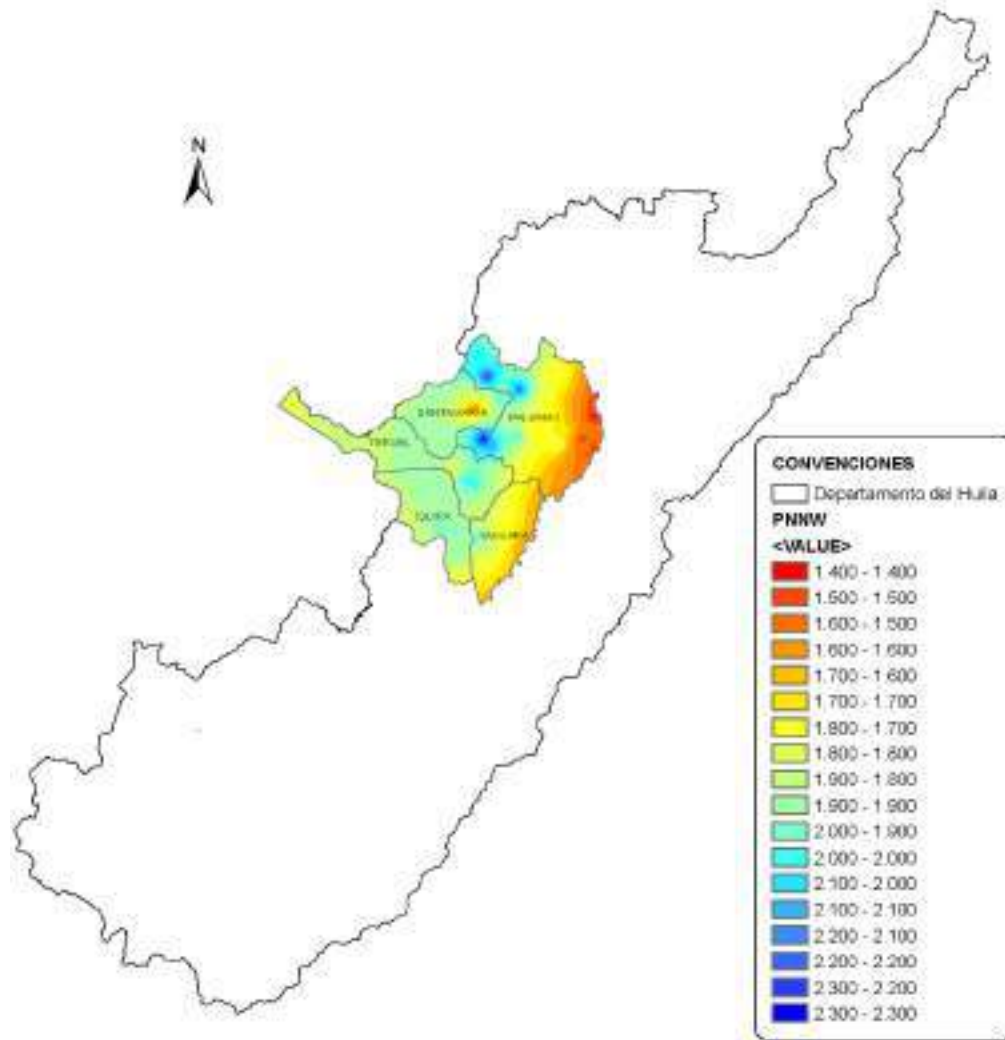 N
TERUEL
PALERMO
IQUIRA
CONVENCIONES
Departamento del Huila
PNNW
<VALUE>
1.400 - 1.400
1.500 - 1.500
1.600 - 1.500
1.600 - 1.600
1.700 - 1.600
1.700 - 1.700
1.800 - 1.700
1.800 - 1.800
1.900 - 1.800
1.900 - 1.900
2.000 - 1.900
2.000 - 2.000
2.100 - 2.000
2.100 - 2.100
2.200 - 2.100
2.200 - 2.200
2.300 - 2.200
2.300 - 2.300